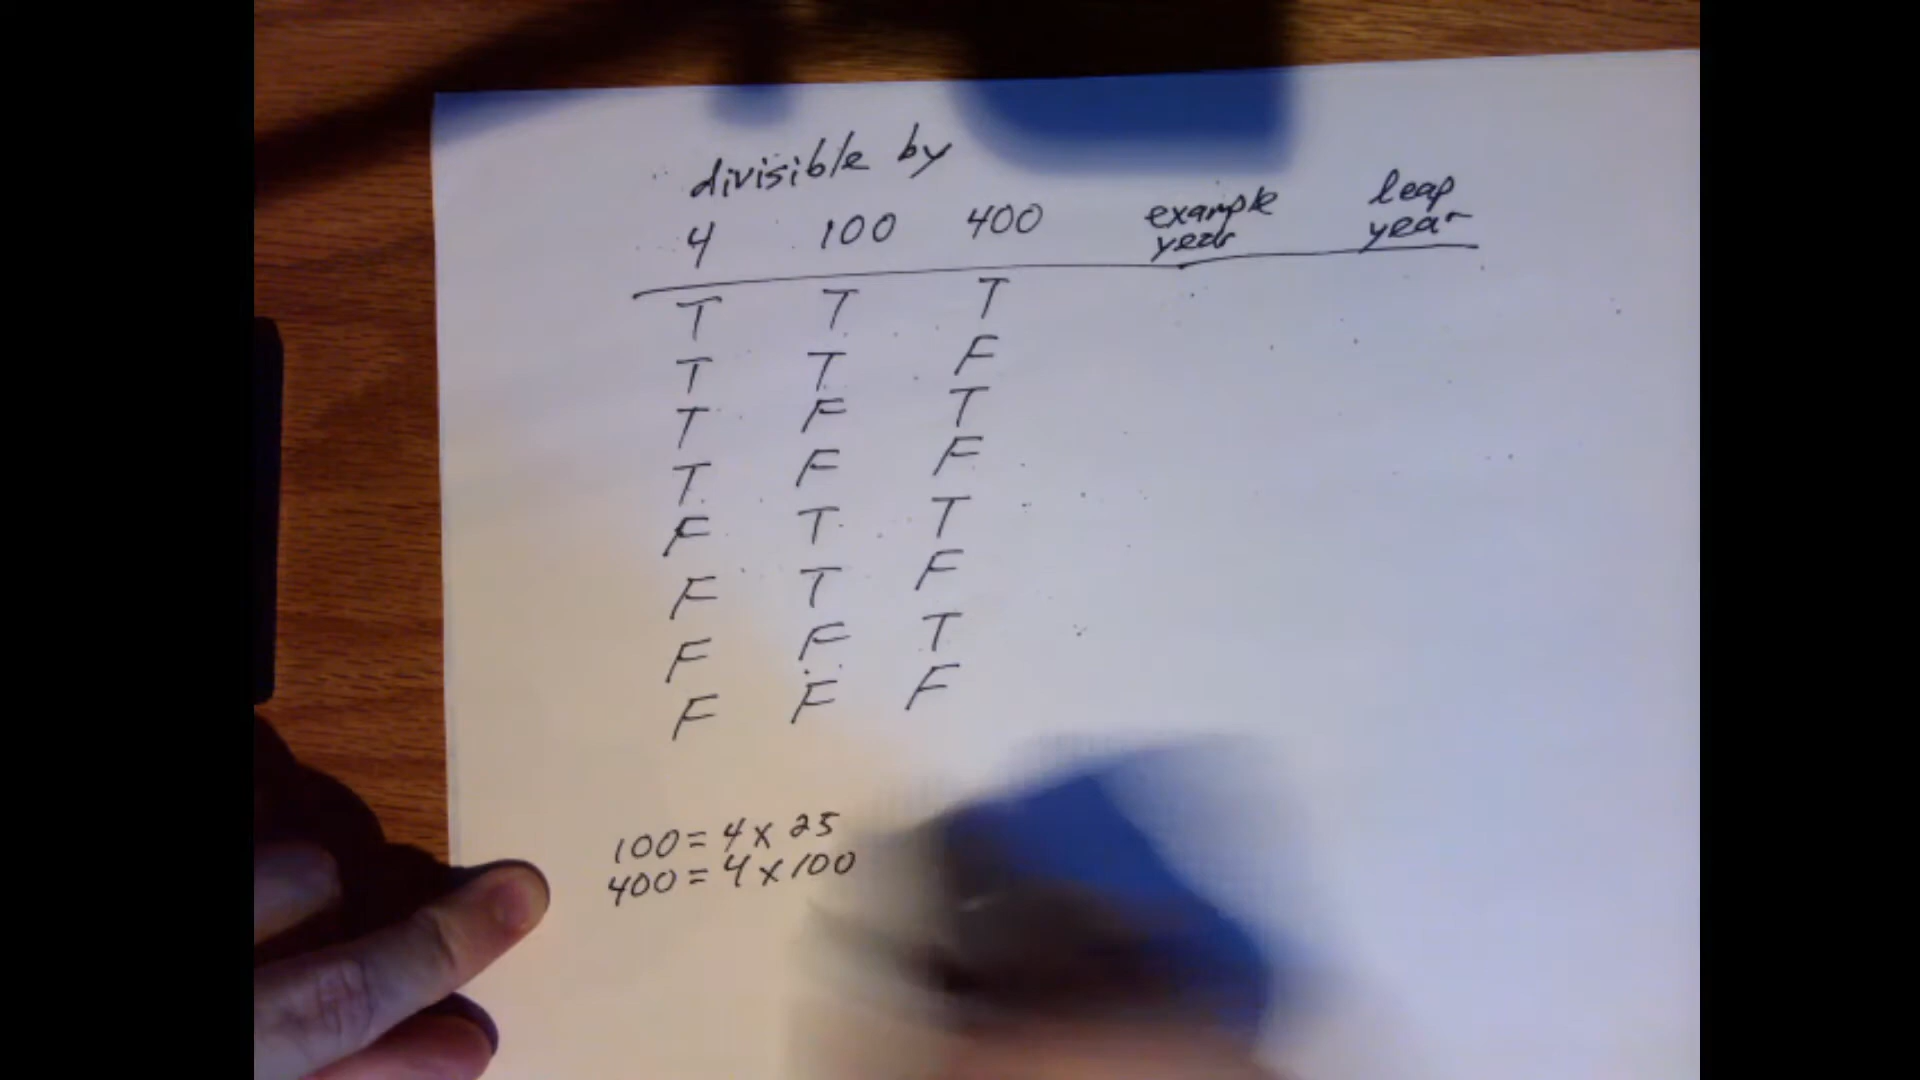 divisible by
4 100 400 example year leap year
T T T
T T F
T F T
T F F
F T T
F T F
F F T
F F F
100 = 4 x 25
400 = 4 x 100